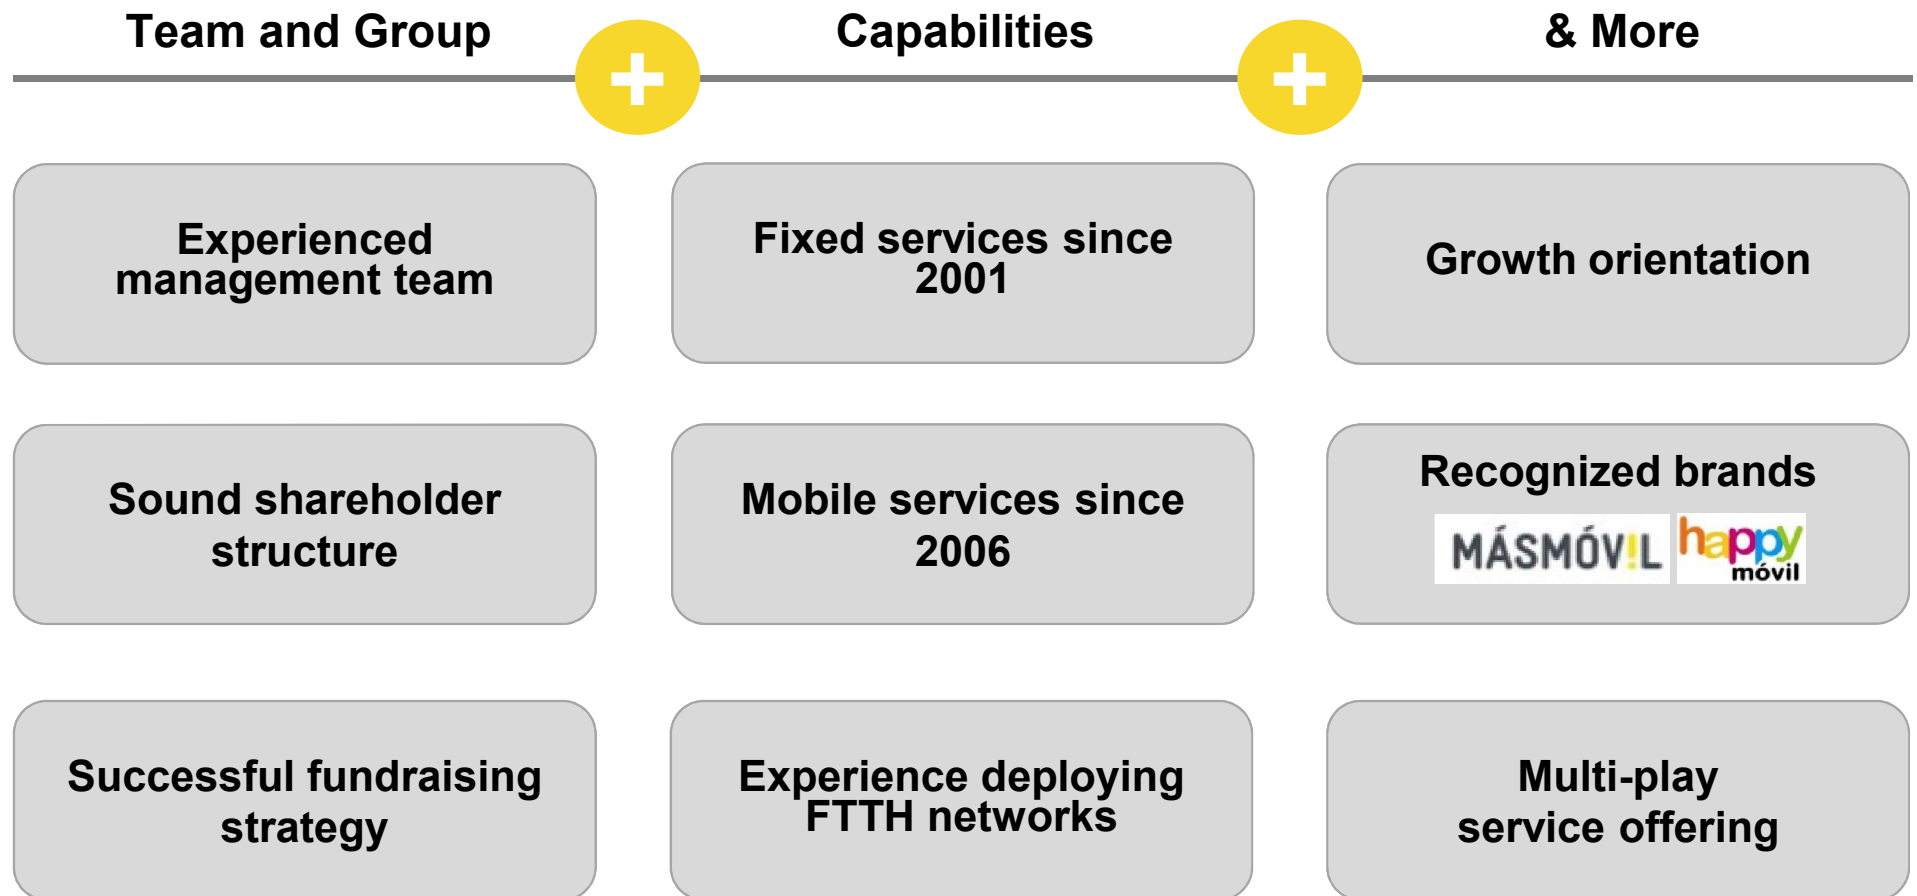 Team and Group
Capabilities
& More
Experienced
management team
Fixed services since
2001
Growth orientation
Sound shareholder
structure
Mobile services since
2006
Recognized brands
MÁSMÓV!L
happy
móvil
Successful fundraising
strategy
Experience deploying
FTTH networks
Multi-play
service offering